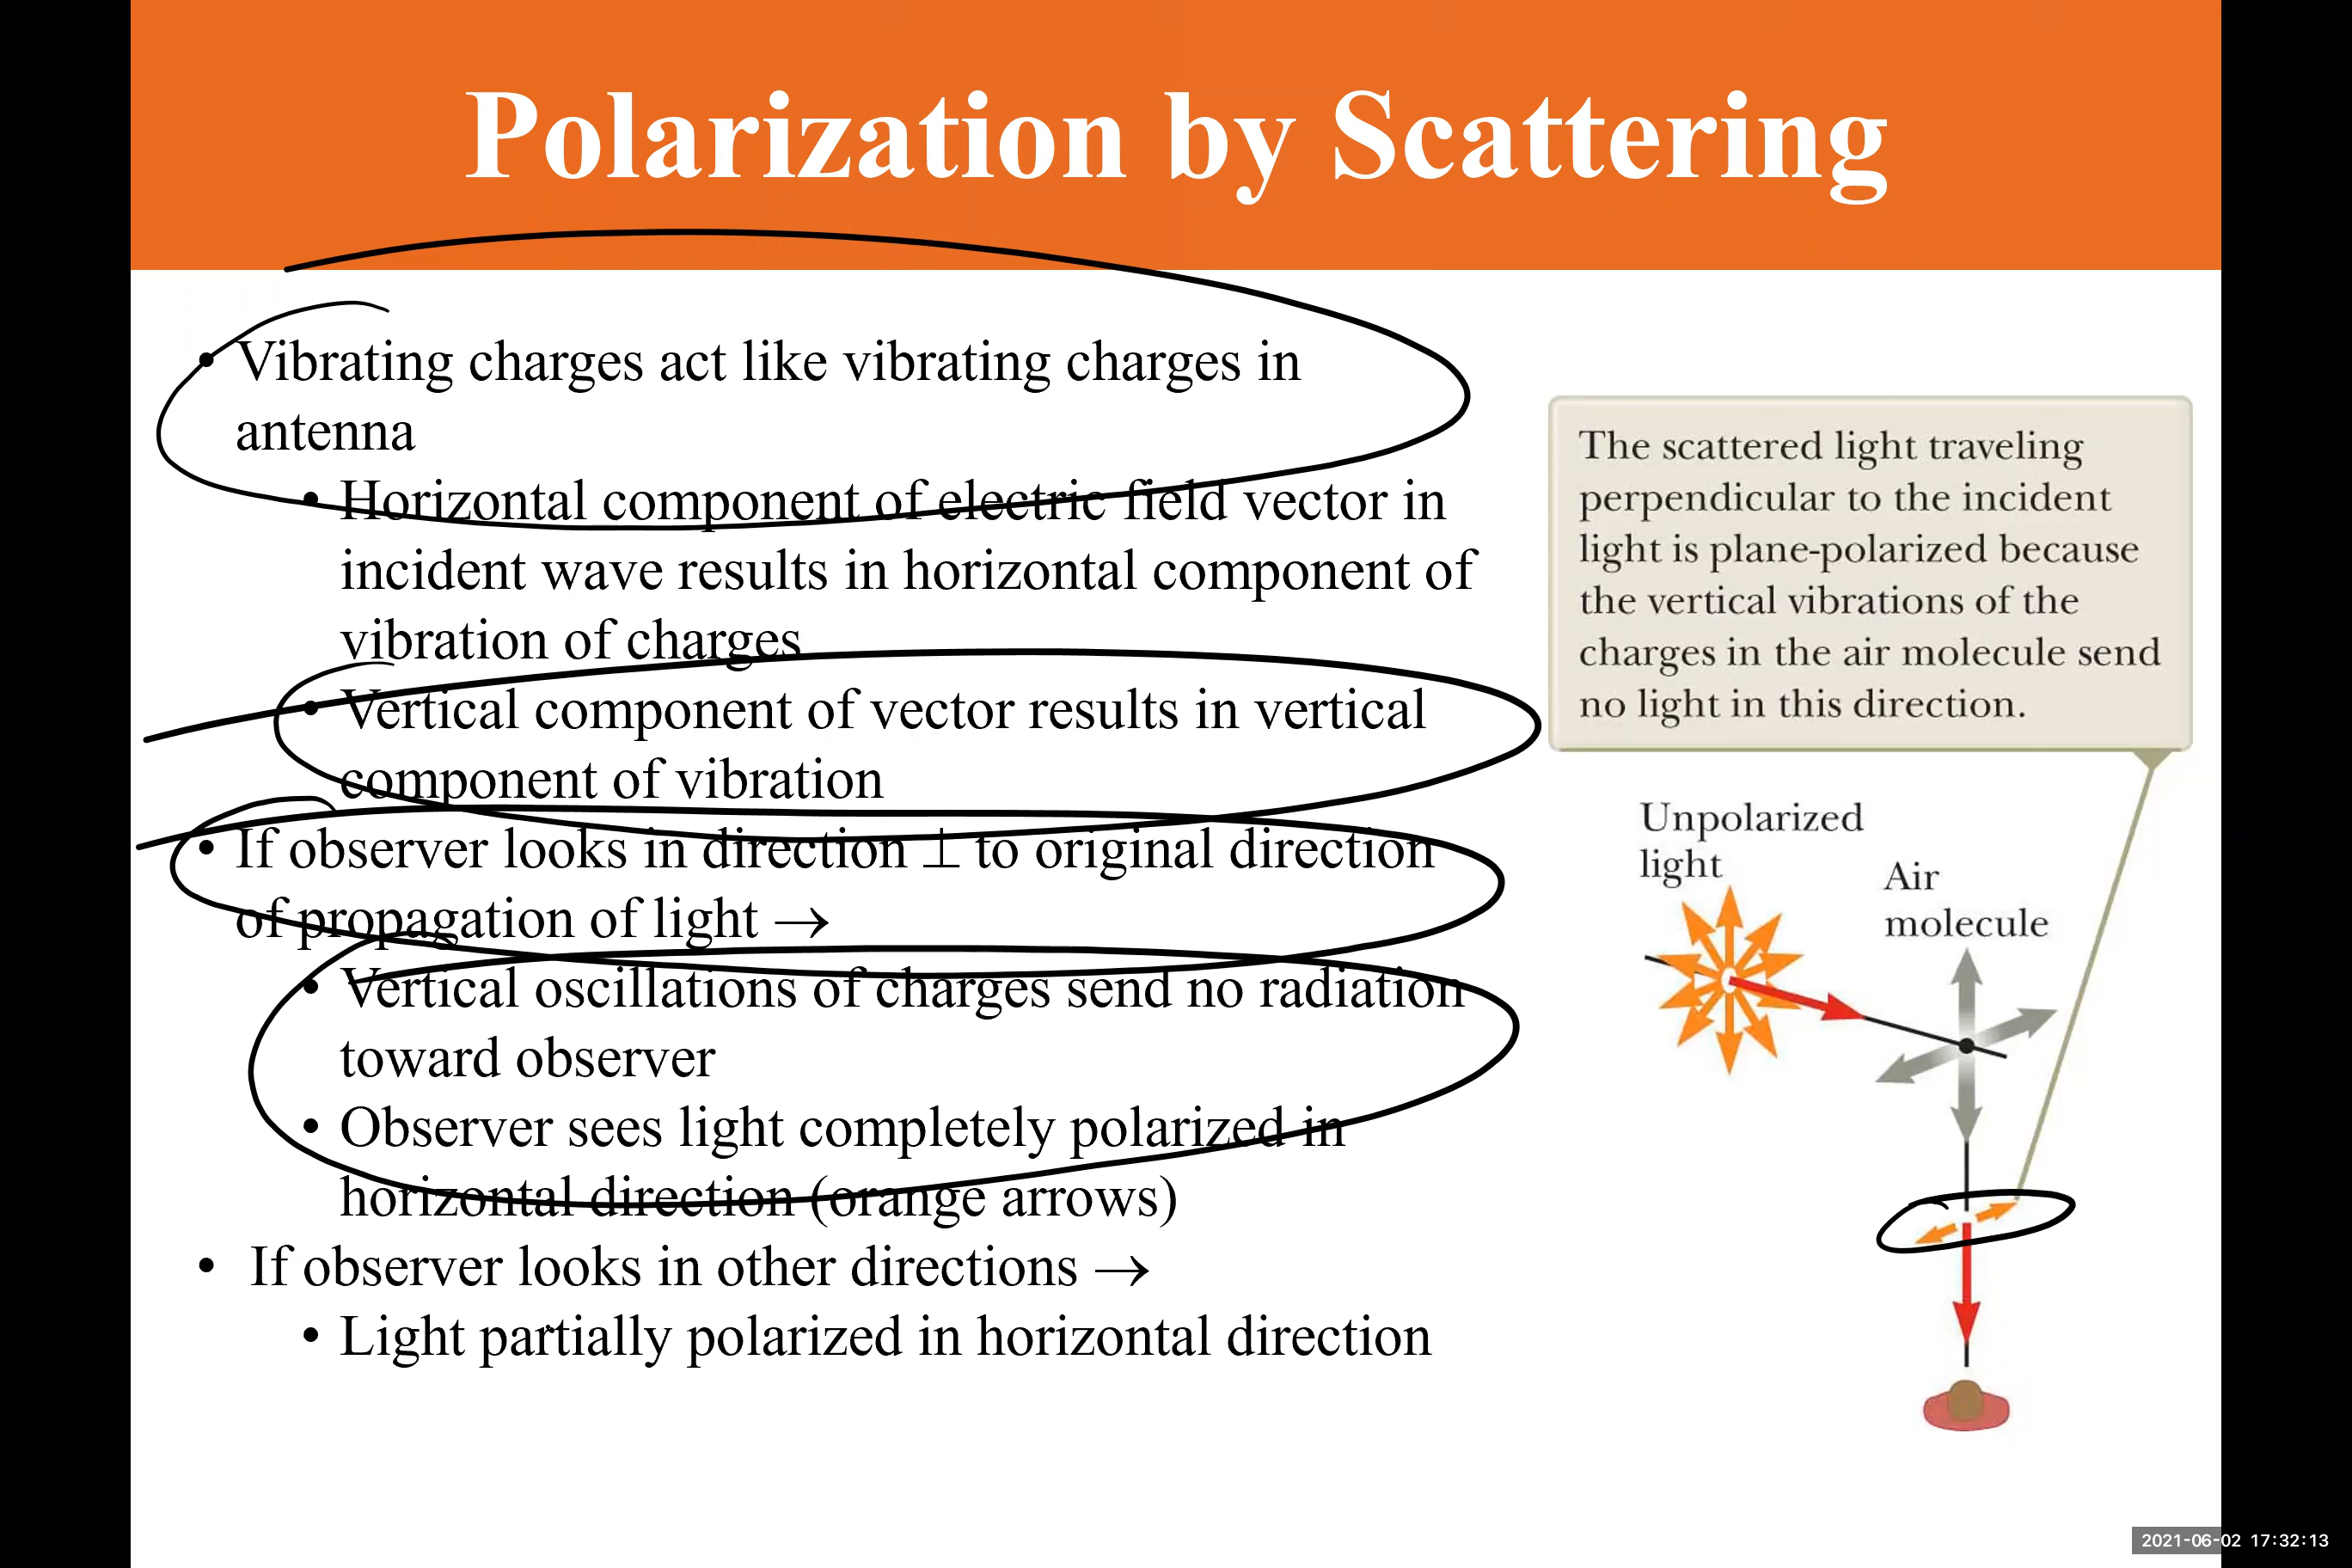 Polarization by Scattering
• Vibrating charges act like vibrating charges in
antenna
• Horizontal component of electric field vector in
incident wave results in horizontal component of
vibration of charges
• Vertical component of vector results in vertical
component of vibration
• If observer looks in direction ⊥ to original direction
of propagation of light →
• Vertical oscillations of charges send no radiation
toward observer
• Observer sees light completely polarized in
horizontal direction (orange arrows)
• If observer looks in other directions →
• Light partially polarized in horizontal direction
The scattered light traveling
perpendicular to the incident
light is plane-polarized because
the vertical vibrations of the
charges in the air molecule send
no light in this direction.
Unpolarized
light
Air
molecule
2021-06-02 17:32:13